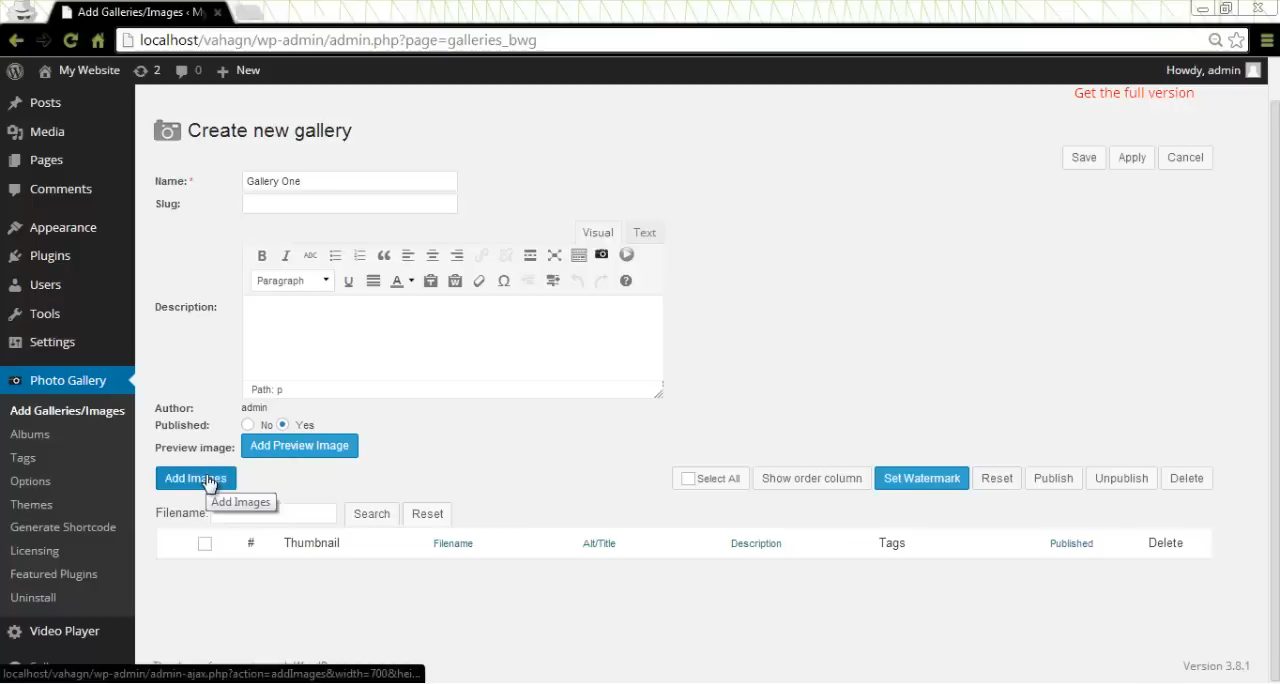 Add Galleries/Images ‹ My
localhost/vahagn/wp-admin/admin.php?page=galleries_bwg
My Website 2 0 New Howdy, admin
Get the full version
Posts
Media
Pages
Comments
Appearance
Plugins
Users
Tools
Settings
Photo Gallery
Add Galleries/Images
Albums
Tags
Options
Themes
Generate Shortcode
Licensing
Featured Plugins
Uninstall
Video Player
Create new gallery
Save Apply Cancel
Name: * Gallery One
Slug:
Visual Text
B I ABC
Paragraph U A Ω ?
Description:
Path: p
Author: admin
Published: No Yes
Preview image: Add Preview Image
Add Images Select All Show order column Set Watermark Reset Publish Unpublish Delete
Add Images
Filename: Search Reset
# Thumbnail Filename Alt/Title Description Tags Published Delete
Version 3.8.1
localhost/vahagn/wp-admin/admin-ajax.php?action=addImages&width=700&hei...